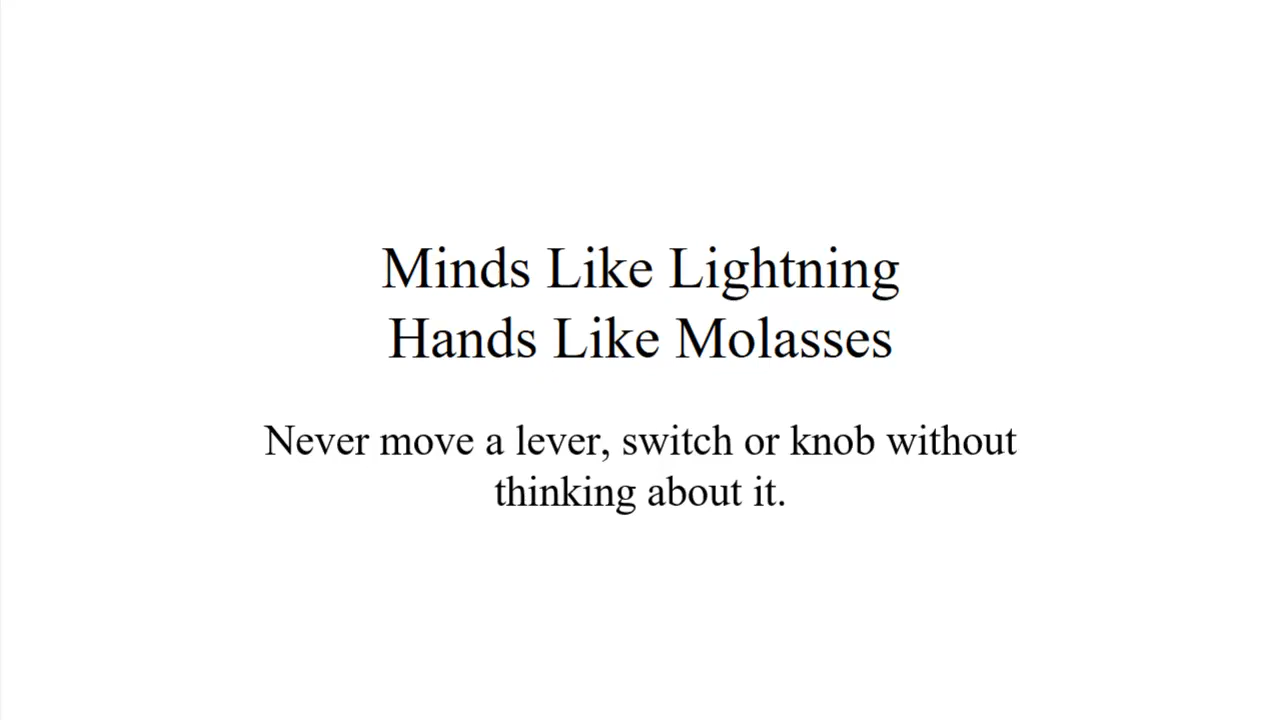 Minds Like Lightning
Hands Like Molasses
Never move a lever, switch or knob without
thinking about it.